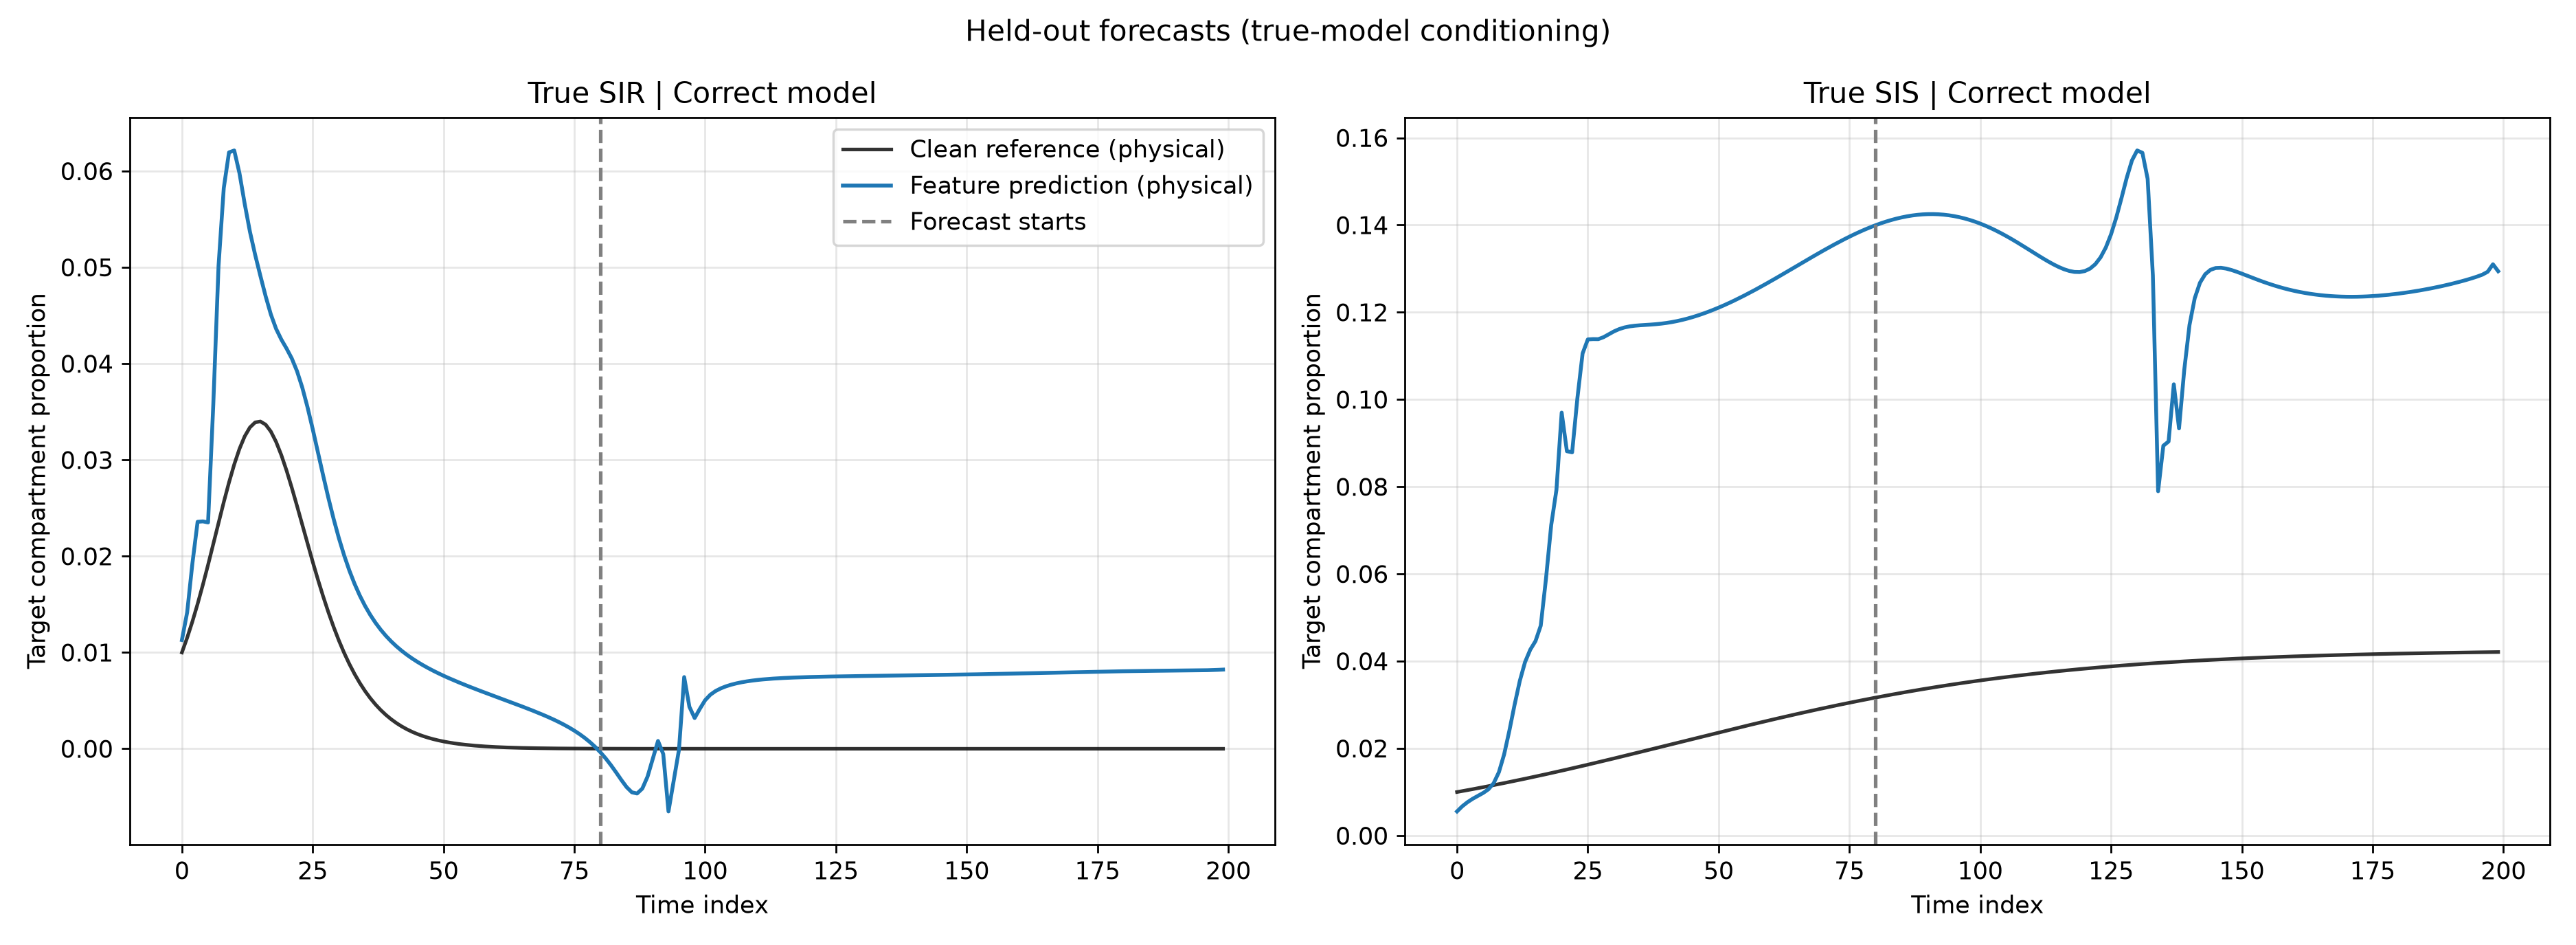 Held-out forecasts (true-model conditioning)
True SIR | Correct model
Target compartment proportion
0.06
0.05
0.04
0.03
0.02
0.01
0.00
Clean reference (physical)
Feature prediction (physical)
Forecast starts
0 25 50 75 100 125 150 175 200
Time index
True SIS | Correct model
Target compartment proportion
0.16
0.14
0.12
0.10
0.08
0.06
0.04
0.02
0.00
0 25 50 75 100 125 150 175 200
Time index